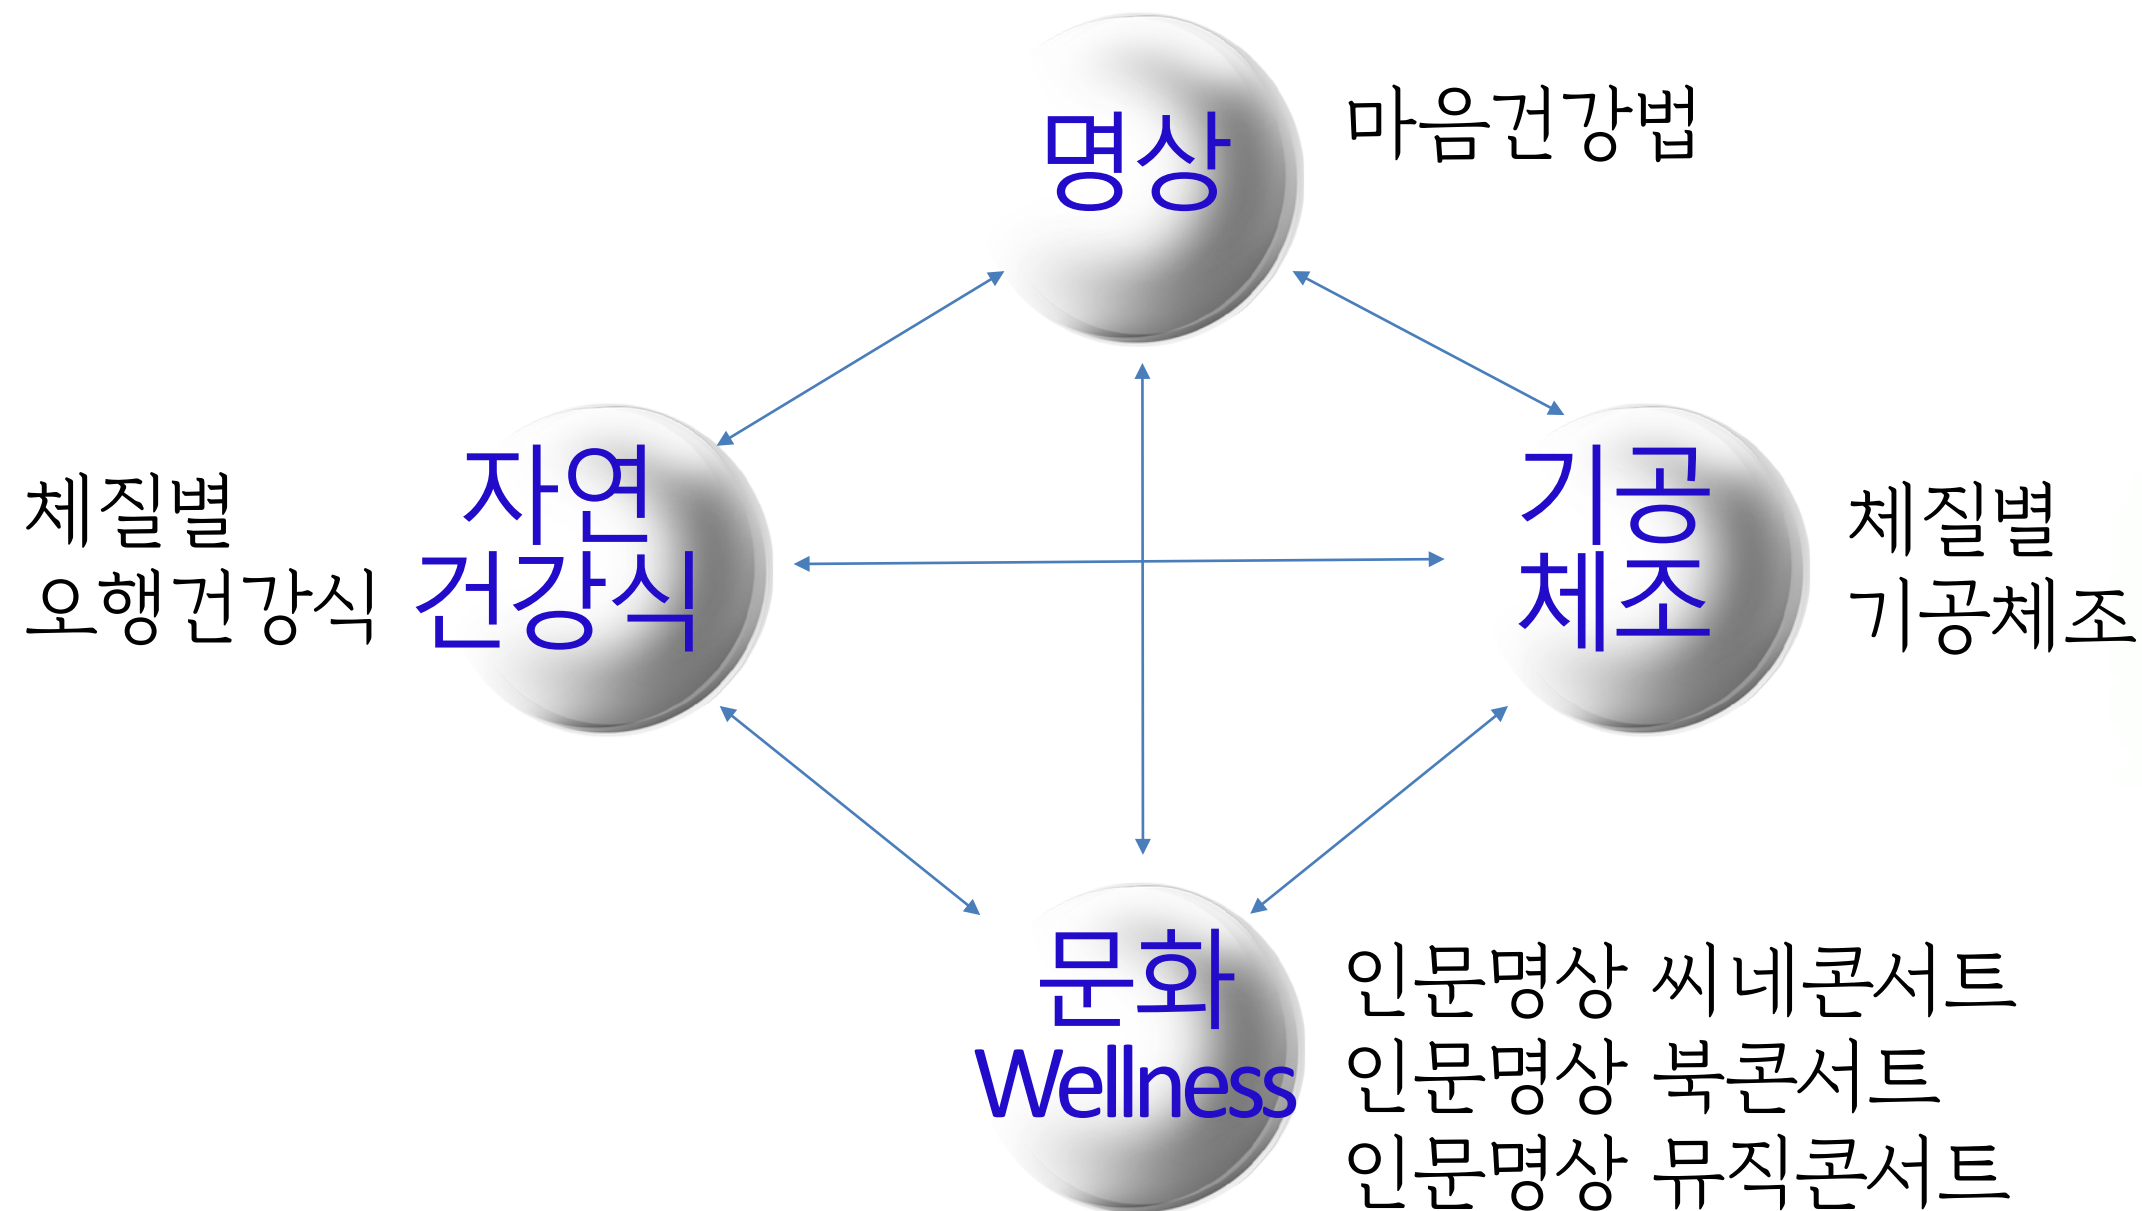 명상
마음건강법
체질별
오행건강식
자연
건강식
기공
체조
체질별
기공체조
문화
Wellness
인문명상 씨네콘서트
인문명상 북콘서트
인문명상 뮤직콘서트